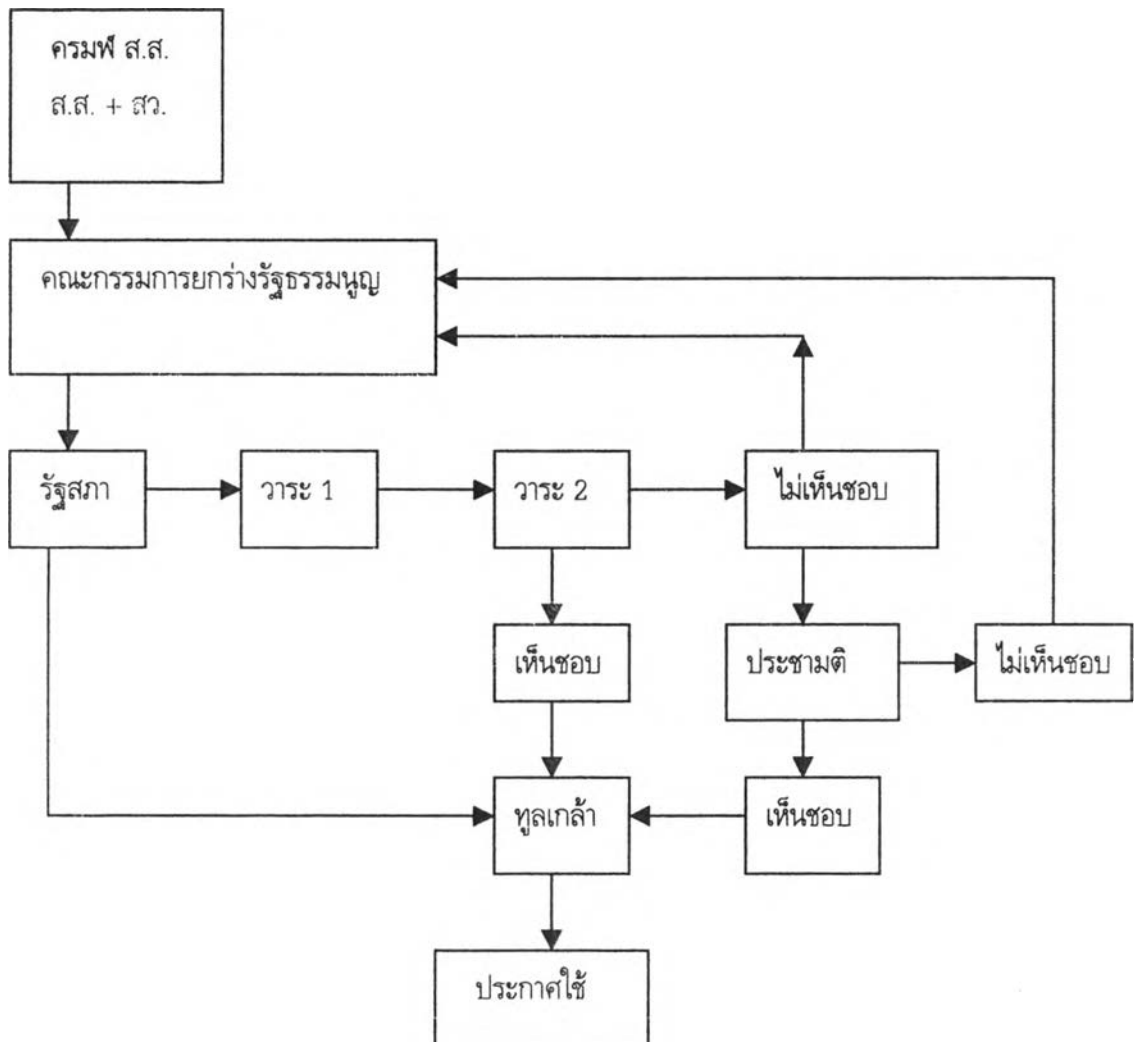 ครมฬ ส.ส.
ส.ส. + สว.
คณะกรรมการยกร่างรัฐธรรมนูญ
รัฐสภา
วาระ 1
วาระ 2
ไม่เห็นชอบ
เห็นชอบ
ประชามติ
ไม่เห็นชอบ
ทูลเกล้า
เห็นชอบ
ประกาศใช้